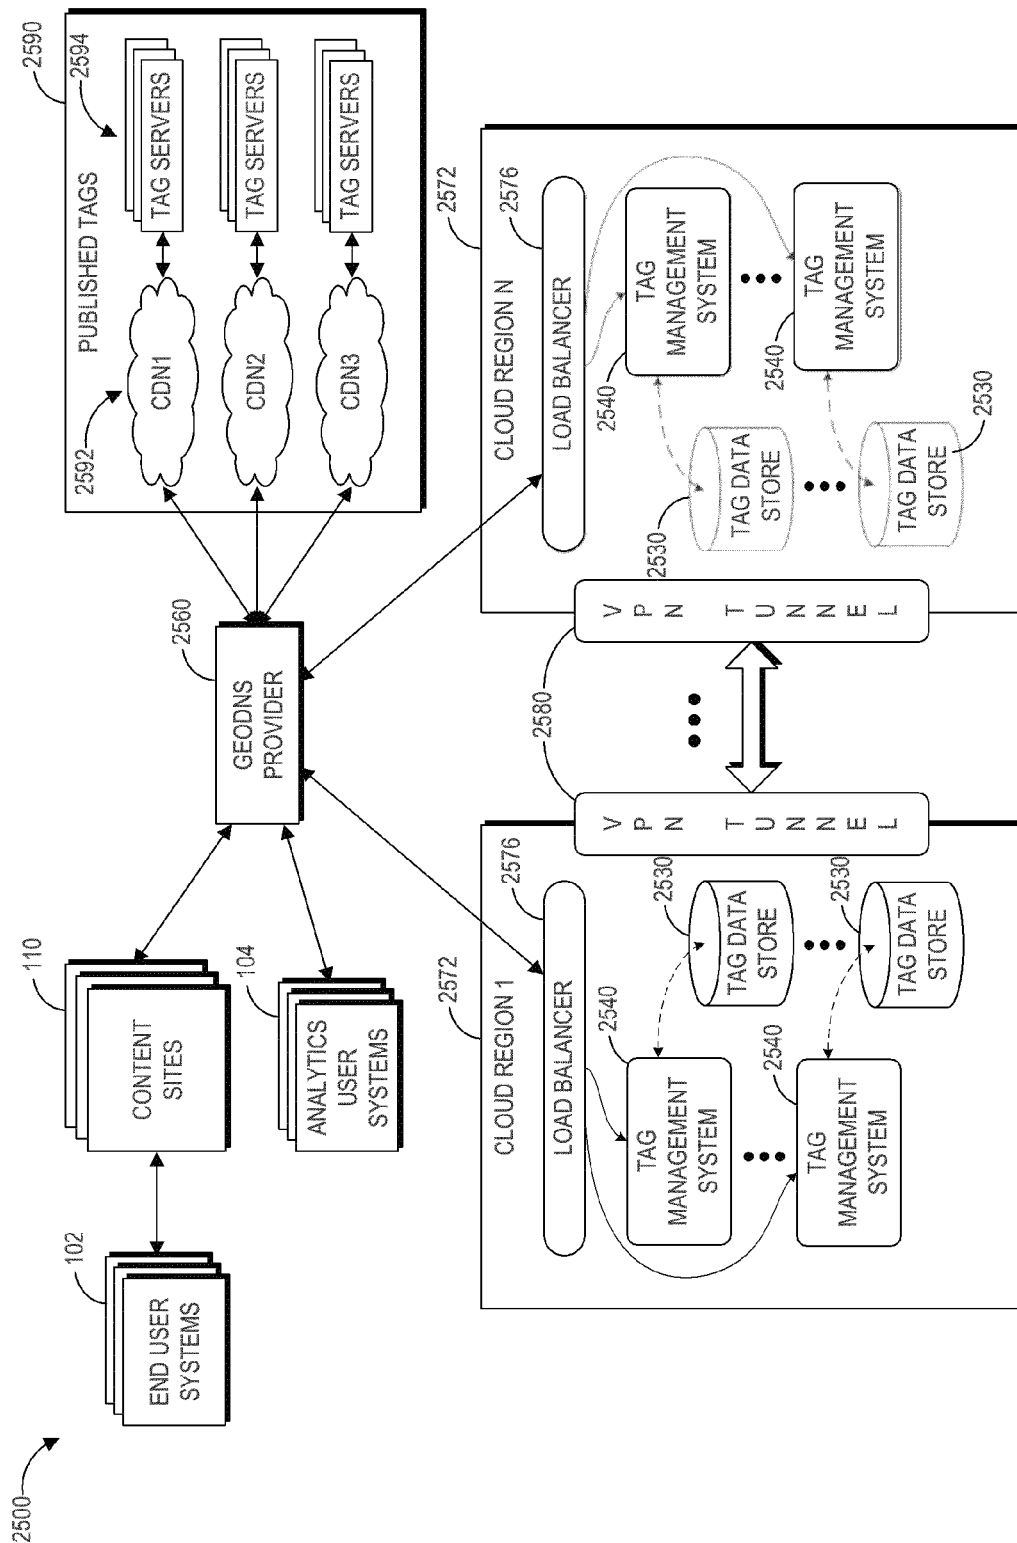 2500
102
END USER
SYSTEMS
110
CONTENT
SITES
104
ANALYTICS
USER
SYSTEMS
2560
GEODNS
PROVIDER
2590
PUBLISHED TAGS
2592
2594
CDN1
TAG SERVERS
CDN2
TAG SERVERS
CDN3
TAG SERVERS
2572
CLOUD REGION 1
2576
LOAD BALANCER
2540
TAG
MANAGEMENT
SYSTEM
2530
TAG DATA
STORE
2540
TAG
MANAGEMENT
SYSTEM
2530
TAG DATA
STORE
VPN TUNNEL
2580
VPN TUNNEL
2572
CLOUD REGION N
2576
LOAD BALANCER
2530
TAG DATA
STORE
2540
TAG
MANAGEMENT
SYSTEM
2530
TAG DATA
STORE
2540
TAG
MANAGEMENT
SYSTEM